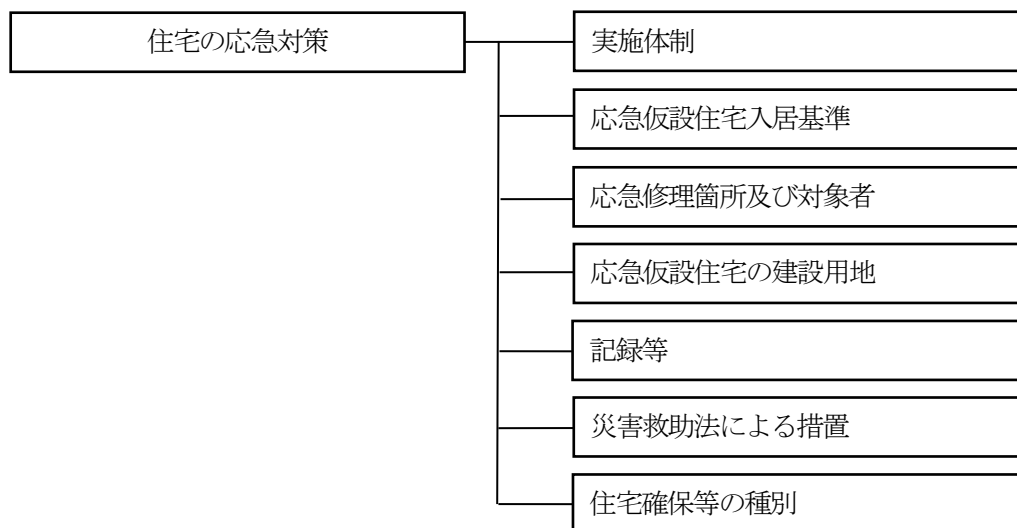 住宅の応急対策
実施体制
応急仮設住宅入居基準
応急修理箇所及び対象者
応急仮設住宅の建設用地
記録等
災害救助法による措置
住宅確保等の種別